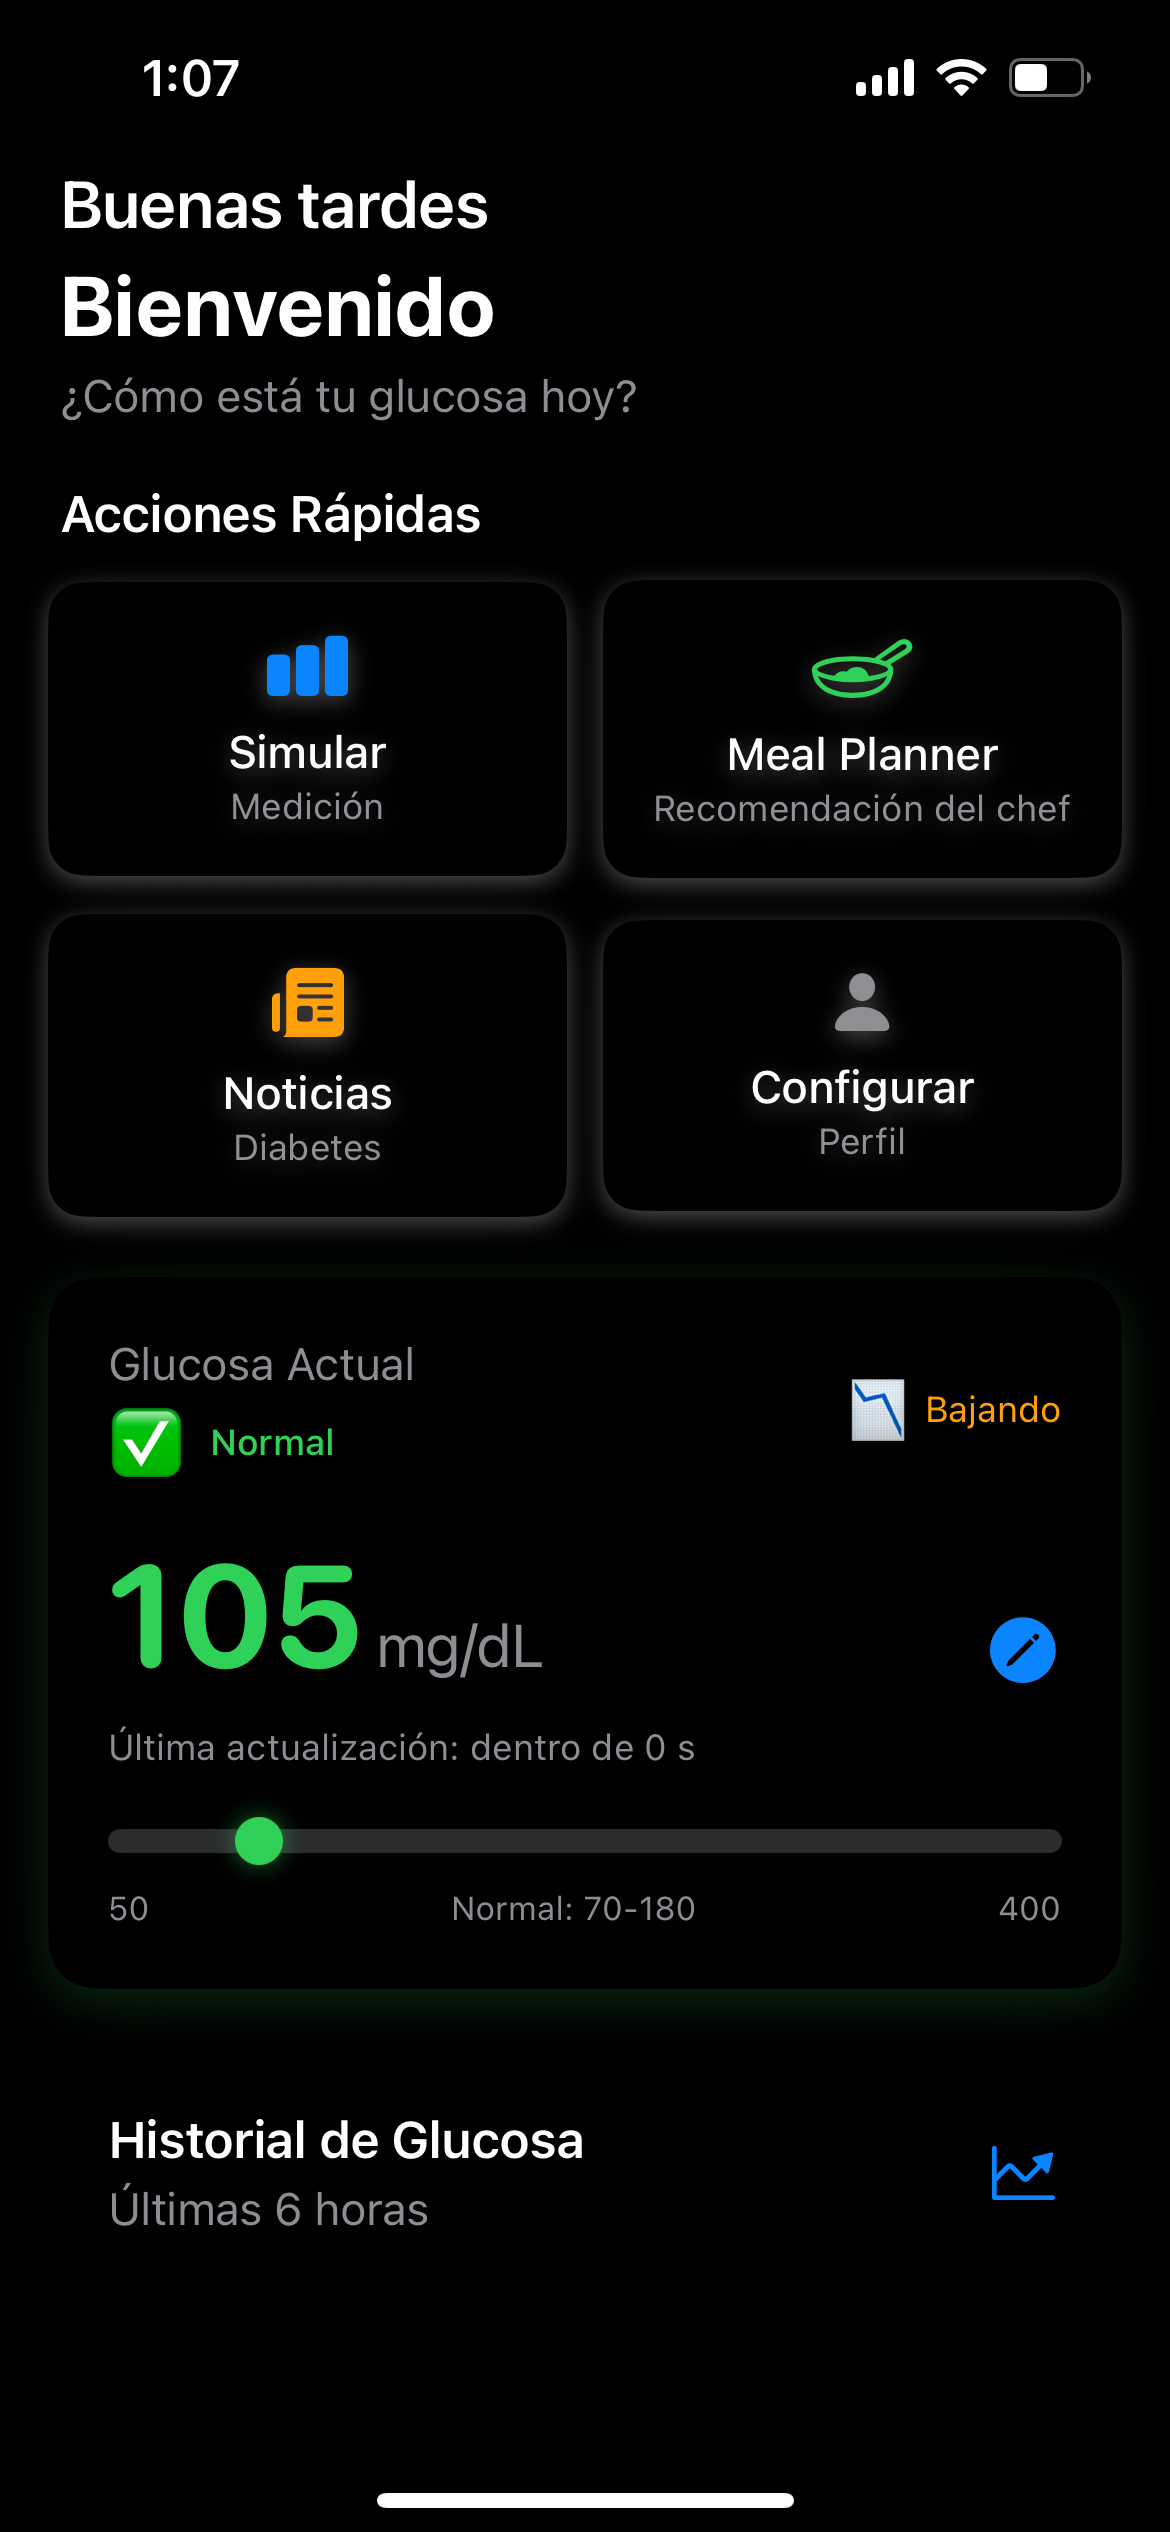 1:07
Buenas tardes
Bienvenido
¿Cómo está tu glucosa hoy?
Acciones Rápidas
Simular
Medición
Meal Planner
Recomendación del chef
Noticias
Diabetes
Configurar
Perfil
Glucosa Actual
Normal
Bajando
105 mg/dL
Última actualización: dentro de 0 s
50 Normal: 70-180 400
Historial de Glucosa
Últimas 6 horas